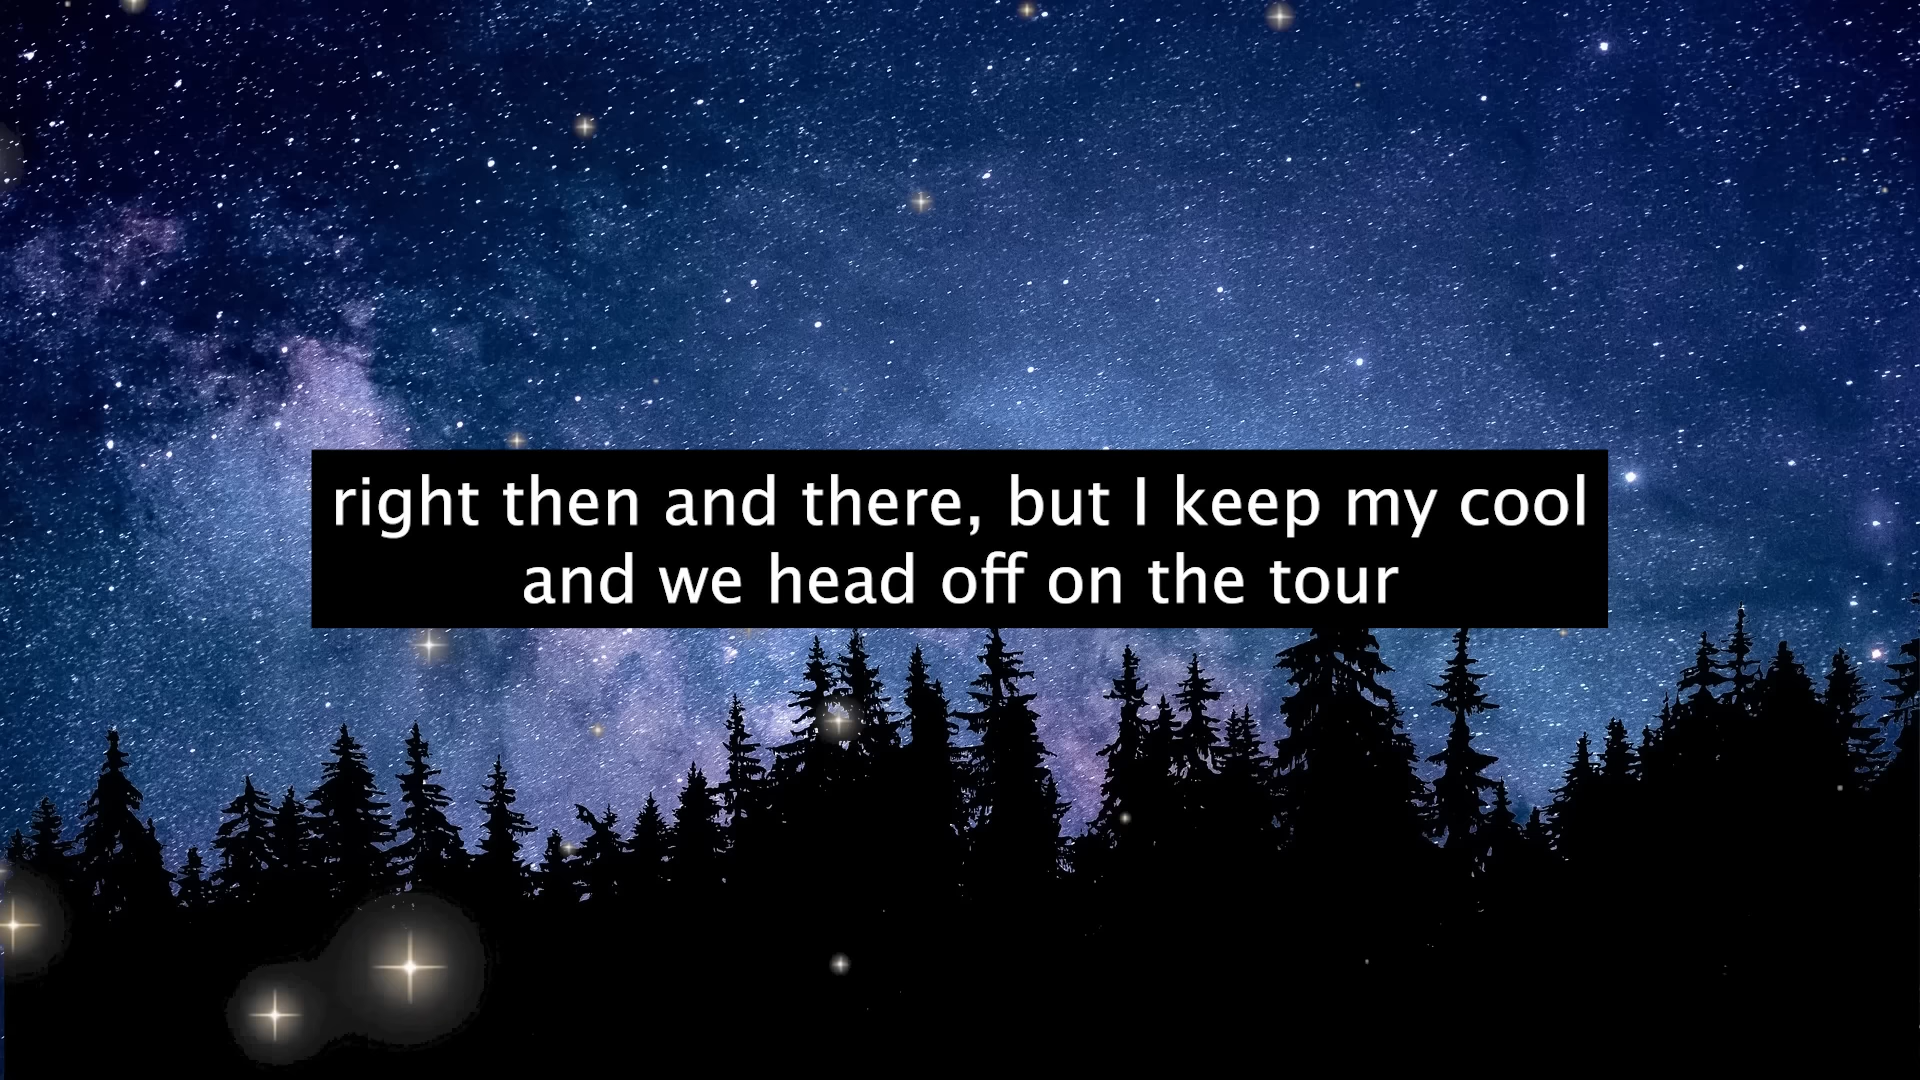 right then and there, but I keep my cool
and we head off on the tour